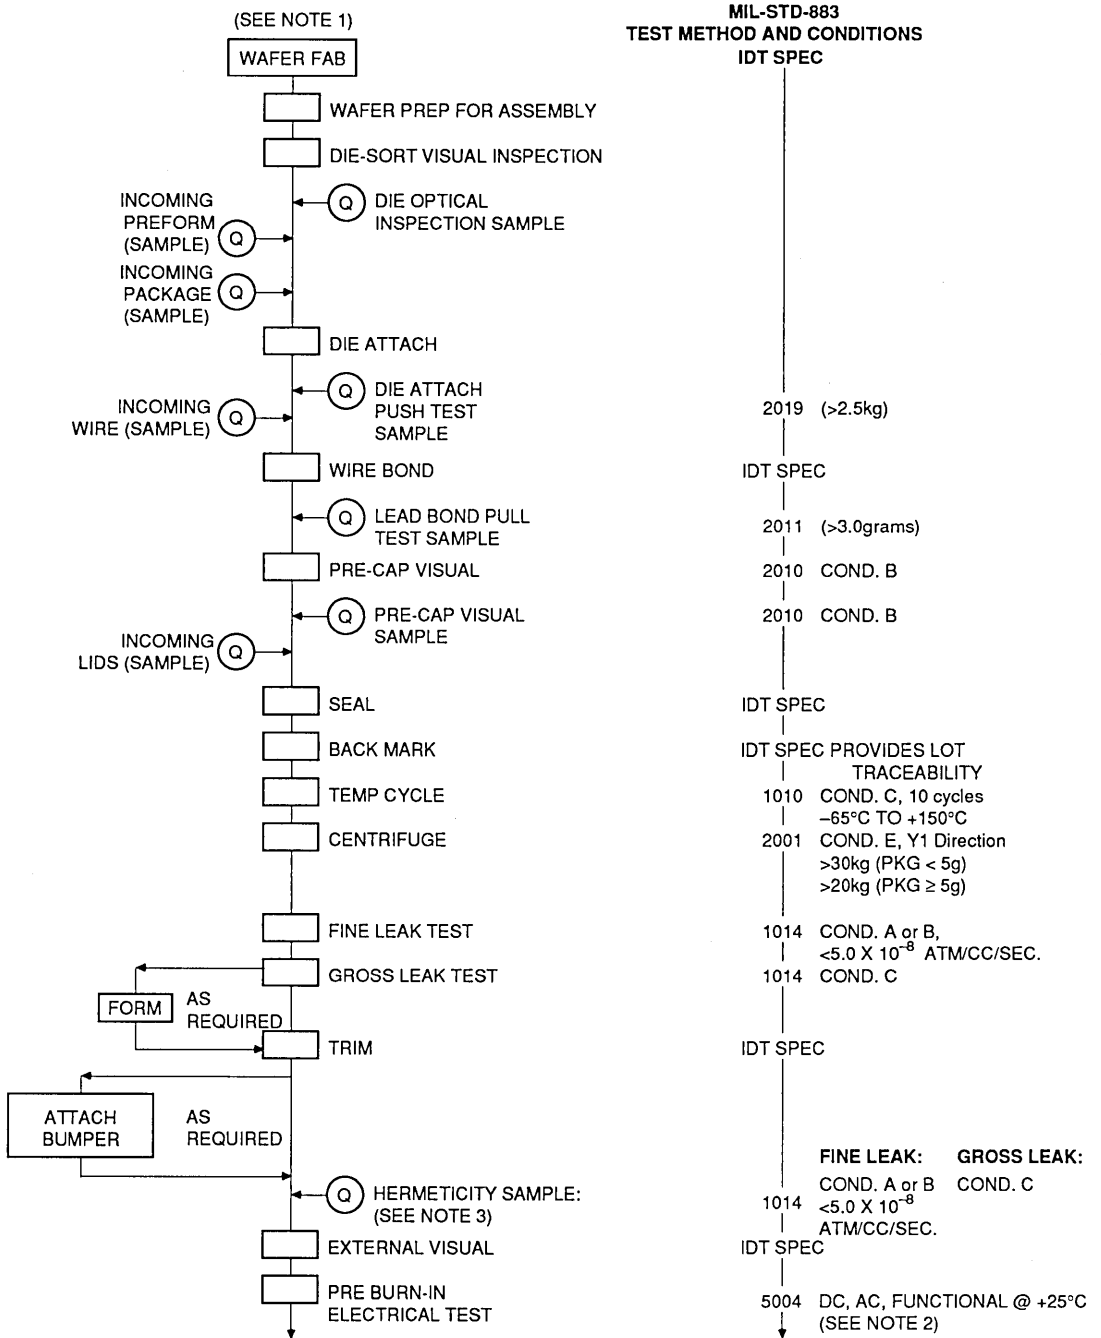 (SEE NOTE 1)
MIL-STD-883
TEST METHOD AND CONDITIONS
IDT SPEC
WAFER FAB
WAFER PREP FOR ASSEMBLY
DIE-SORT VISUAL INSPECTION
INCOMING
PREFORM
(SAMPLE)
Q
Q
DIE OPTICAL
INSPECTION SAMPLE
INCOMING
PACKAGE
(SAMPLE)
Q
DIE ATTACH
Q
DIE ATTACH
PUSH TEST
SAMPLE
2019 (>2.5kg)
INCOMING
WIRE (SAMPLE)
Q
WIRE BOND
IDT SPEC
Q
LEAD BOND PULL
TEST SAMPLE
2011 (>3.0grams)
PRE-CAP VISUAL
2010 COND. B
Q
PRE-CAP VISUAL
SAMPLE
2010 COND. B
INCOMING
LIDS (SAMPLE)
Q
SEAL
IDT SPEC
BACK MARK
IDT SPEC PROVIDES LOT
TRACEABILITY
TEMP CYCLE
1010 COND. C, 10 cycles
–65°C TO +150°C
CENTRIFUGE
2001 COND. E, Y1 Direction
>30kg (PKG < 5g)
>20kg (PKG ≥ 5g)
FINE LEAK TEST
1014 COND. A or B,
<5.0 X 10⁻⁸ ATM/CC/SEC.
GROSS LEAK TEST
1014 COND. C
FORM
AS
REQUIRED
TRIM
IDT SPEC
ATTACH
BUMPER
AS
REQUIRED
FINE LEAK: GROSS LEAK:
COND. A or B COND. C
Q
HERMETICITY SAMPLE:
(SEE NOTE 3)
1014 <5.0 X 10⁻⁸
ATM/CC/SEC.
EXTERNAL VISUAL
IDT SPEC
PRE BURN-IN
ELECTRICAL TEST
5004 DC, AC, FUNCTIONAL @ +25°C
(SEE NOTE 2)